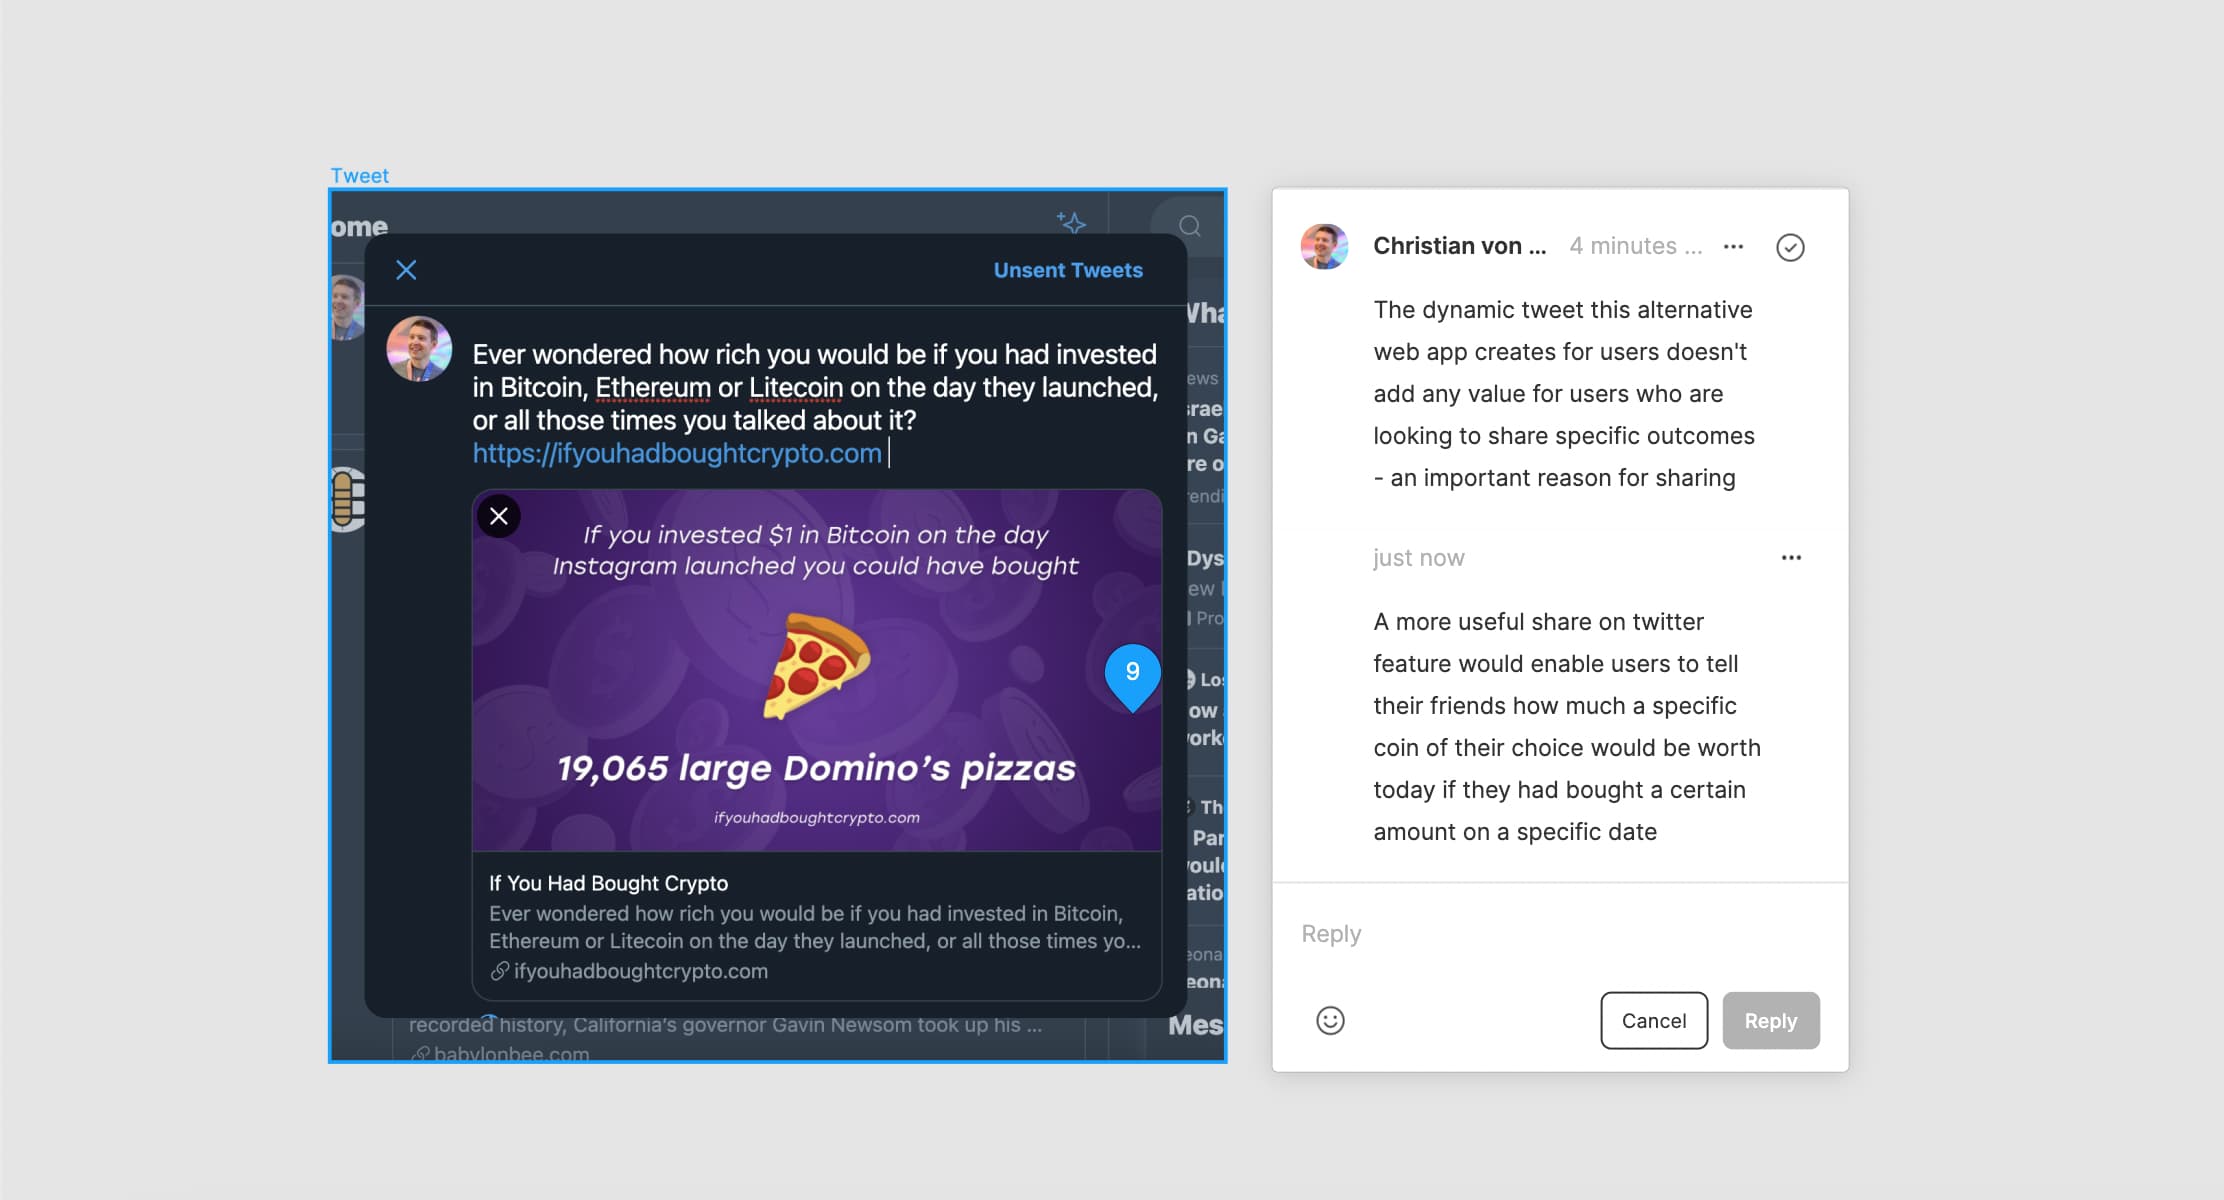 Tweet
ome
Unsent Tweets
Ever wondered how rich you would be if you had invested
in Bitcoin, Ethereum or Litecoin on the day they launched,
or all those times you talked about it?
https://ifyouhadboughtcrypto.com
If you invested $1 in Bitcoin on the day
Instagram launched you could have bought
19,065 large Domino's pizzas
ifyouhadboughtcrypto.com
9
If You Had Bought Crypto
Ever wondered how rich you would be if you had invested in Bitcoin,
Ethereum or Litecoin on the day they launched, or all those times yo...
ifyouhadboughtcrypto.com
recorded history, California's governor Gavin Newsom took up his ...
babylonbee.com
Wha
ews
srae
n Ga
re o
rendi
Dys
ew
Pro
Los
ow
work
Th
Par
oul
atio
eona
eona
Mes
Christian von ...
4 minutes ...
The dynamic tweet this alternative
web app creates for users doesn't
add any value for users who are
looking to share specific outcomes
- an important reason for sharing
just now
A more useful share on twitter
feature would enable users to tell
their friends how much a specific
coin of their choice would be worth
today if they had bought a certain
amount on a specific date
Reply
Cancel
Reply